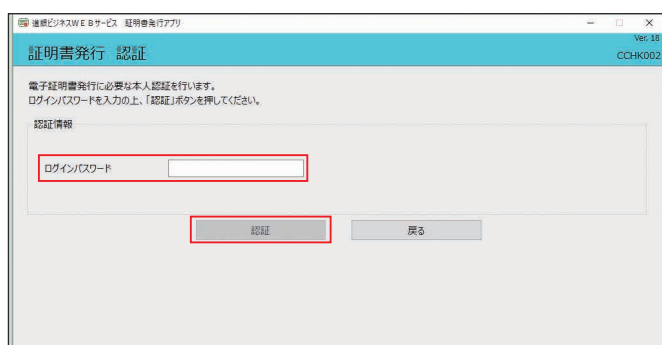 道銀ビジネスWEBサービス 証明書発行アプリ
Ver. 18
証明書発行 認証
CCHK002
電子証明書発行に必要な本人認証を行います。
ログインパスワードを入力の上、「認証」ボタンを押してください。
認証情報
ログインパスワード
認証
戻る